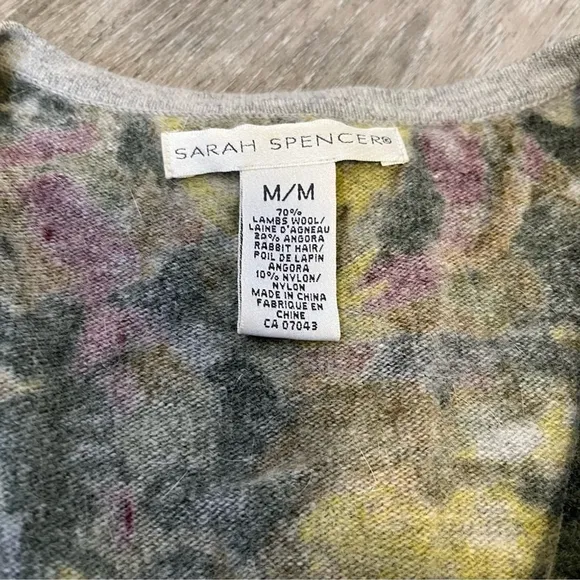 SARAH SPENCER®
M/M
70%
LAMBS WOOL/
LAINE D'AGNEAU
20% ANGORA
RABBIT HAIR/
POIL DE LAPIN
ANGORA
10% NYLON/
NYLON
MADE IN CHINA
FABRIQUE EN
CHINE
CA 07043